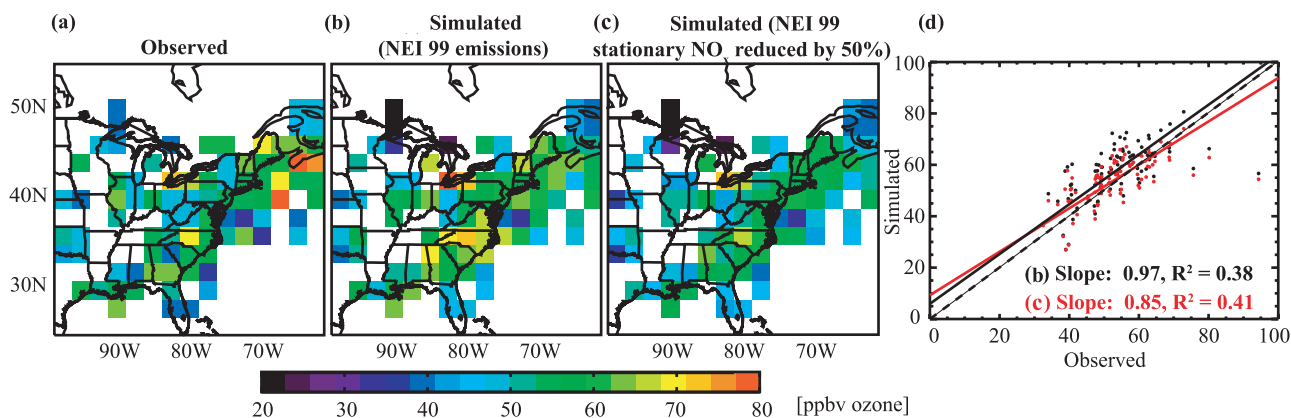 (a)
Observed
(b)
Simulated
(NEI 99 emissions)
(c)
Simulated (NEI 99
stationary NOx reduced by 50%)
(d)
50N
40N
30N
90W 80W 70W
90W 80W 70W
90W 80W 70W
20 30 40 50 60 70 80 [ppbv ozone]
Simulated
100
80
60
40
20
0
(b) Slope: 0.97, R² = 0.38
(c) Slope: 0.85, R² = 0.41
0 20 40 60 80 100
Observed